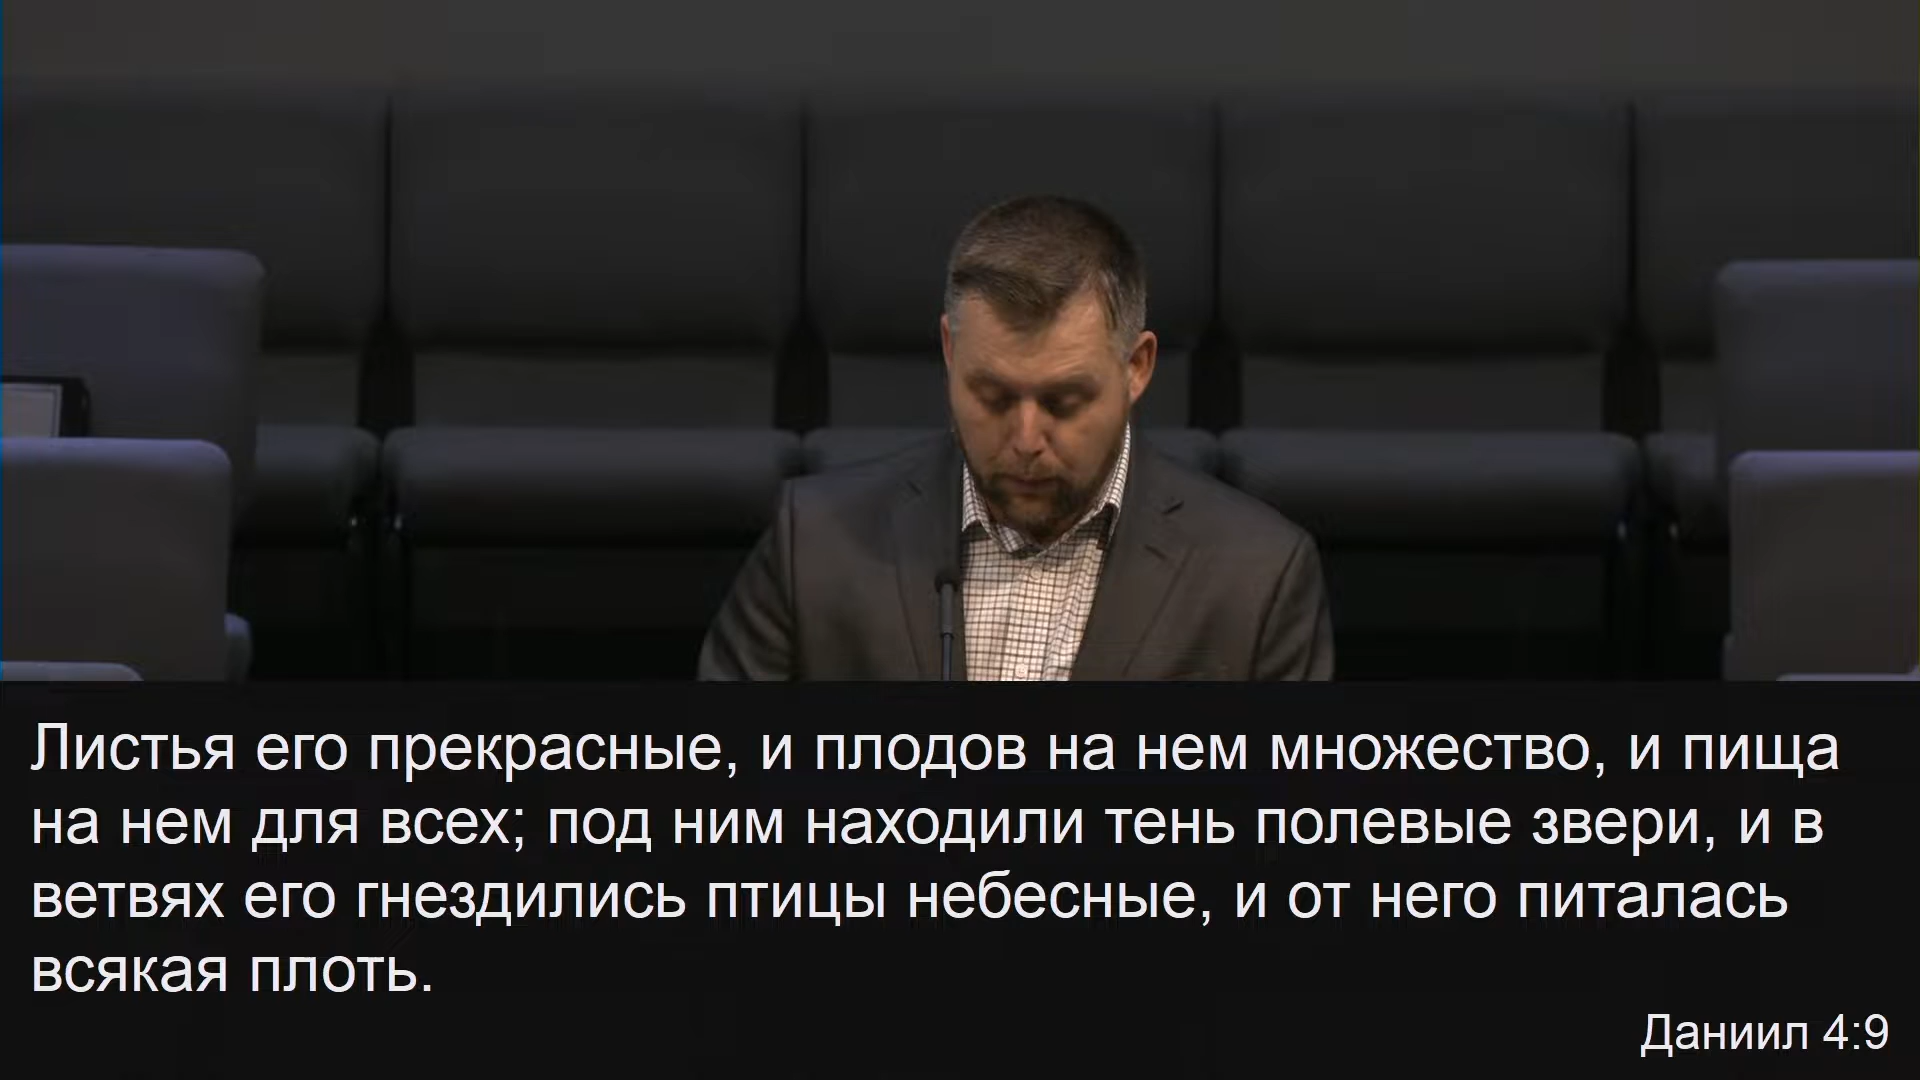 Листья его прекрасные, и плодов на нем множество, и пища
на нем для всех; под ним находили тень полевые звери, и в
ветвях его гнездились птицы небесные, и от него питалась
всякая плоть.
Даниил 4:9